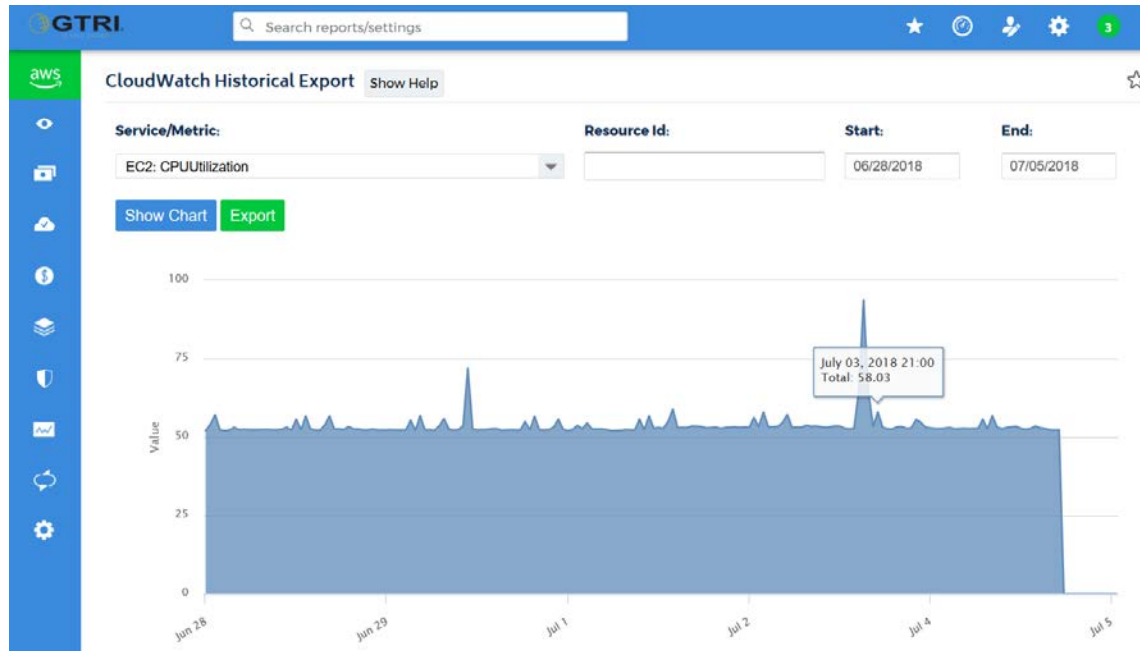 GTRI
Search reports/settings
3
aws
CloudWatch Historical Export Show Help
Service/Metric: Resource Id: Start: End:
EC2: CPUUtilization 06/28/2018 07/05/2018
Show Chart Export
100
75
50
25
0
Value
July 03, 2018 21:00
Total: 58.03
Jun 28 Jun 29 Jul 1 Jul 2 Jul 4 Jul 5